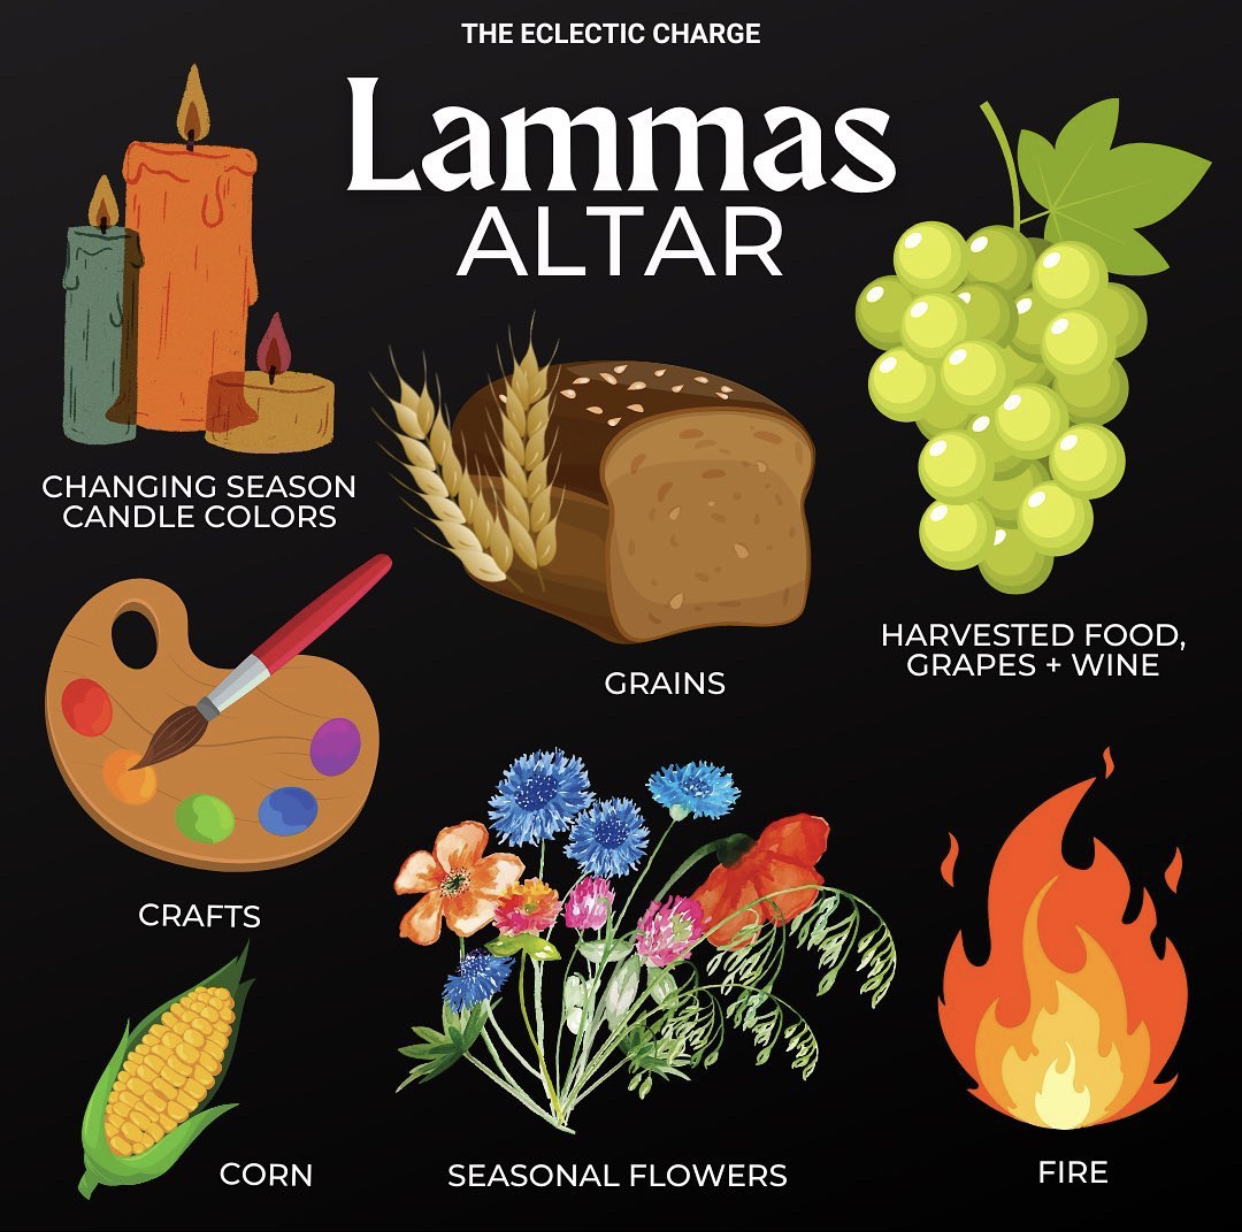 THE ECLECTIC CHARGE
Lammas
ALTAR
CHANGING SEASON
CANDLE COLORS
GRAINS
HARVESTED FOOD,
GRAPES + WINE
CRAFTS
CORN
SEASONAL FLOWERS
FIRE